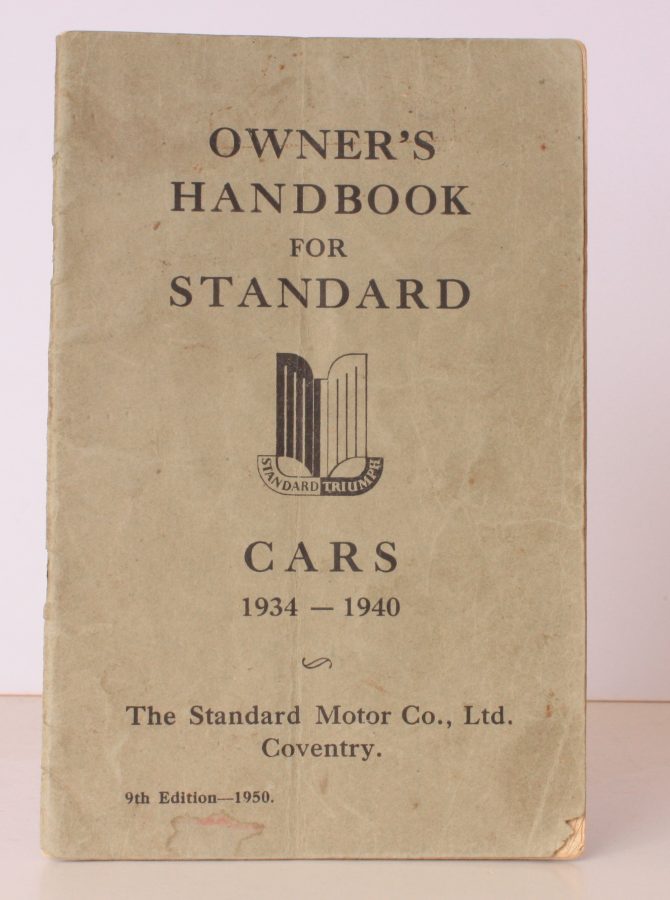 OWNER'S
HANDBOOK
FOR
STANDARD
STANDARD TRIUMPH
CARS
1934 — 1940
The Standard Motor Co., Ltd.
Coventry.
9th Edition—1950.